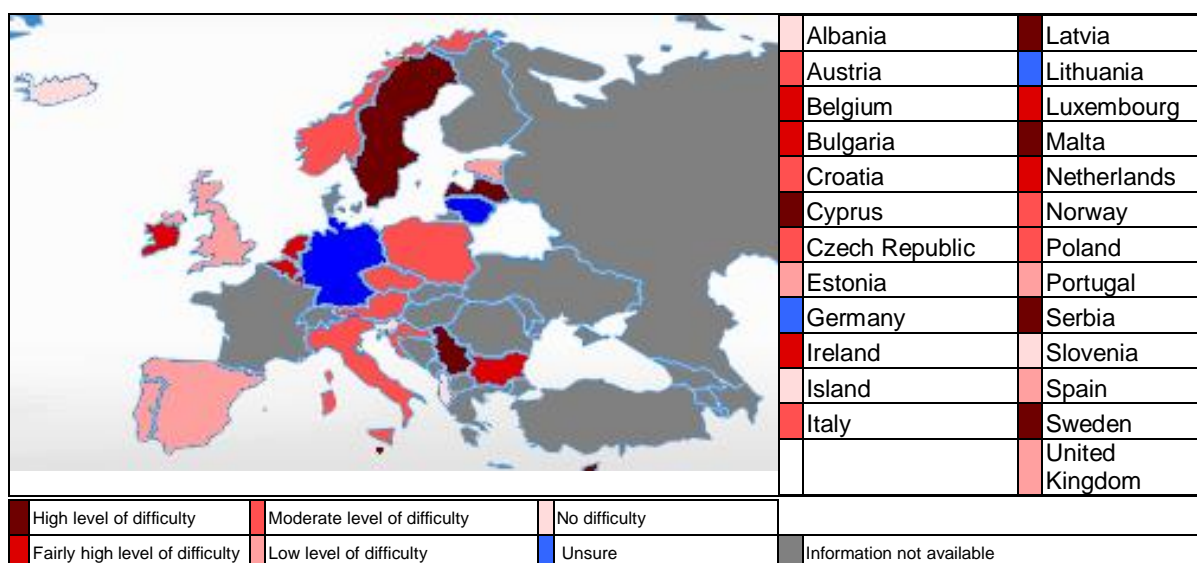 Albania Latvia
Austria Lithuania
Belgium Luxembourg
Bulgaria Malta
Croatia Netherlands
Cyprus Norway
Czech Republic Poland
Estonia Portugal
Germany Serbia
Ireland Slovenia
Island Spain
Italy Sweden
United
Kingdom
High level of difficulty Moderate level of difficulty No difficulty
Fairly high level of difficulty Low level of difficulty Unsure Information not available